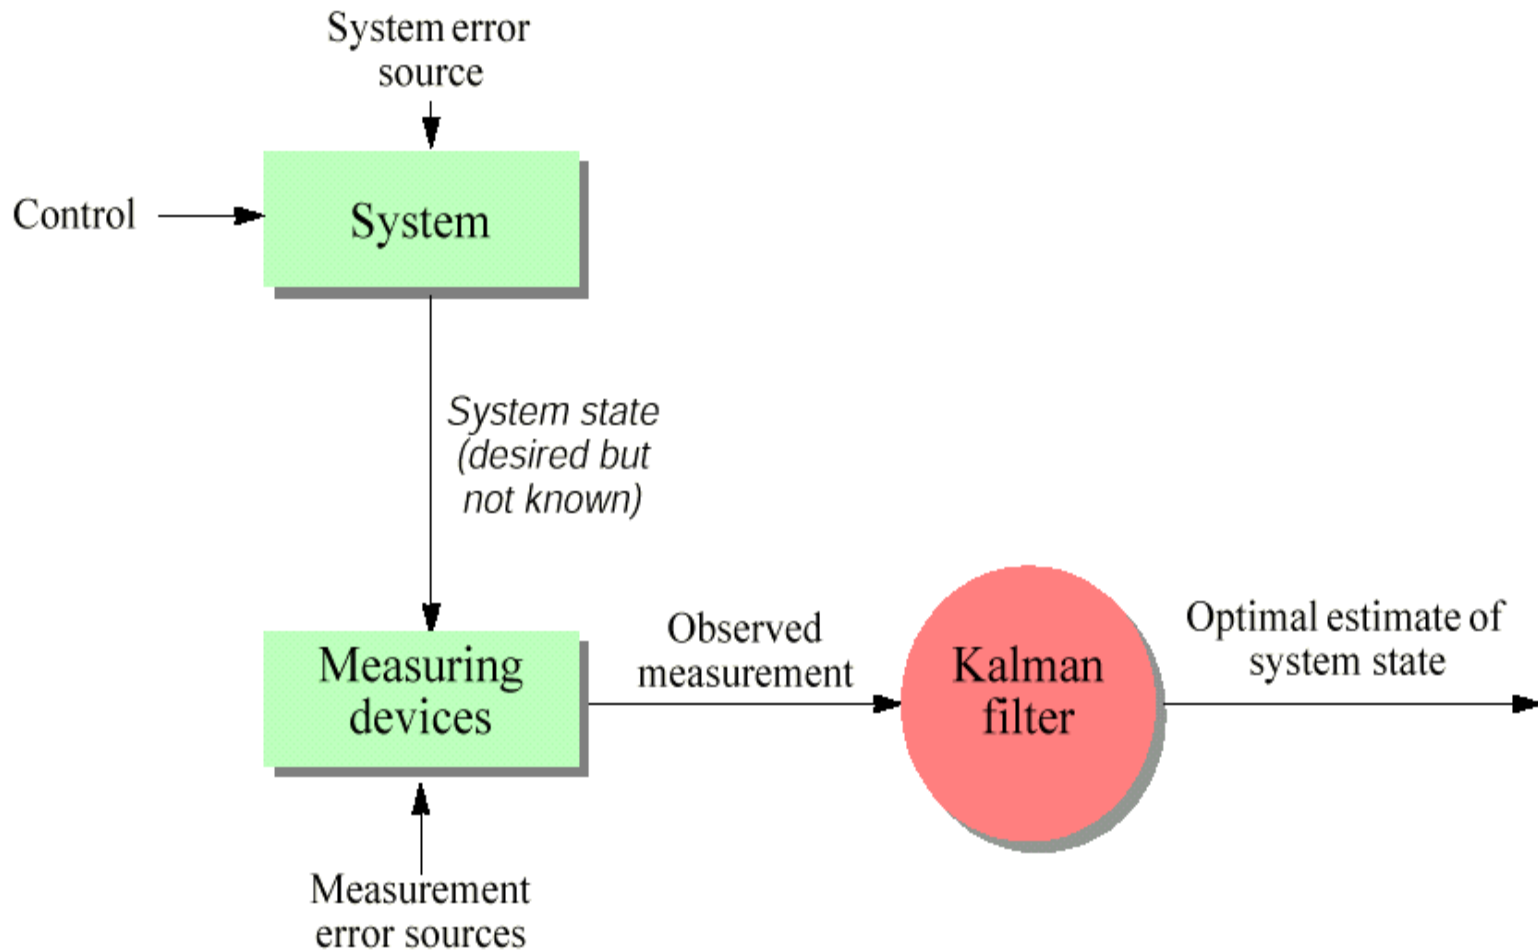 System error
source
Control
System
System state
(desired but
not known)
Measuring
devices
Observed
measurement
Kalman
filter
Optimal estimate of
system state
Measurement
error sources